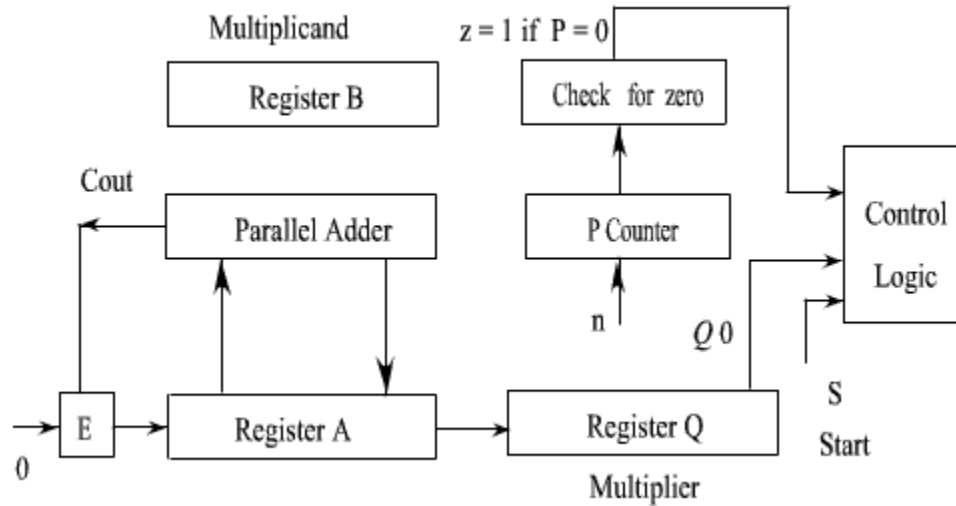 Multiplicand
z = 1 if P = 0
Register B
Check for zero
Cout
Parallel Adder
P Counter
Control
Logic
n
Q 0
E
Register A
Register Q
S
0
Start
Multiplier